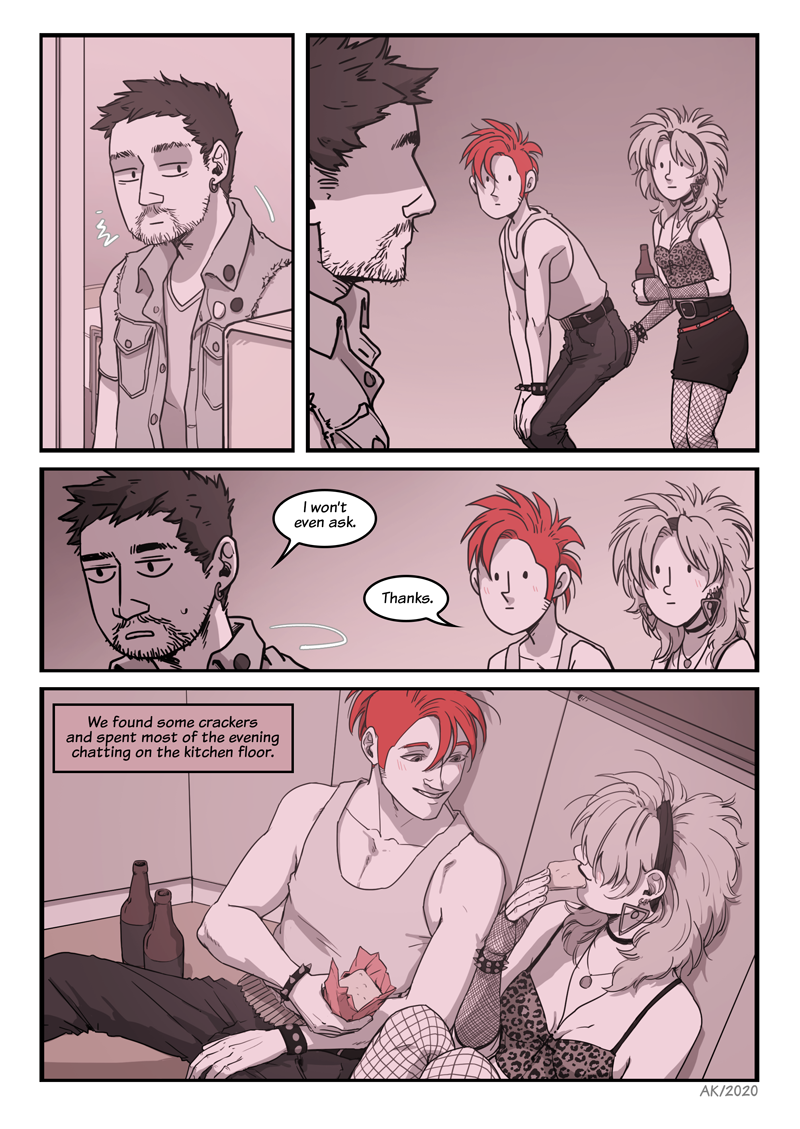 I won't
even ask.
Thanks.
We found some crackers
and spent most of the evening
chatting on the kitchen floor.
AK/2020